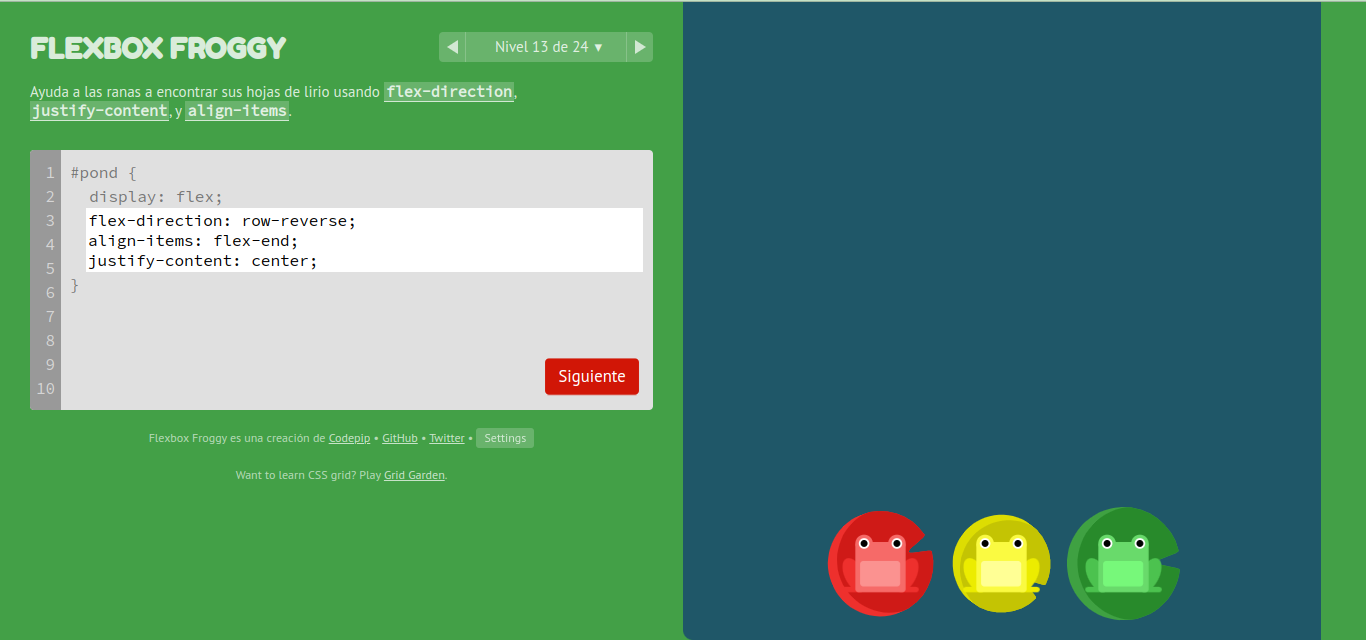 FLEXBOX FROGGY
◀ Nivel 13 de 24 ▾ ▶
Ayuda a las ranas a encontrar sus hojas de lirio usando flex-direction,
justify-content, y align-items.
1 #pond {
2 display: flex;
3 flex-direction: row-reverse;
4 align-items: flex-end;
5 justify-content: center;
6 }
7
8
9
10
Siguiente
Flexbox Froggy es una creación de Codepip • GitHub • Twitter • Settings
Want to learn CSS grid? Play Grid Garden.